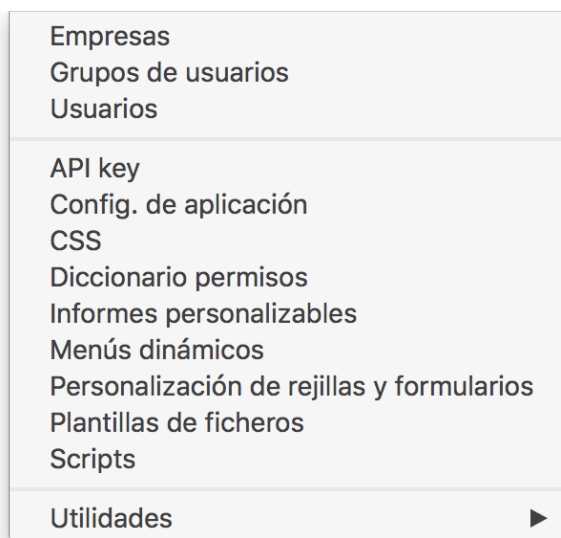 Empresas
Grupos de usuarios
Usuarios
API key
Config. de aplicación
CSS
Diccionario permisos
Informes personalizables
Menús dinámicos
Personalización de rejillas y formularios
Plantillas de ficheros
Scripts
Utilidades